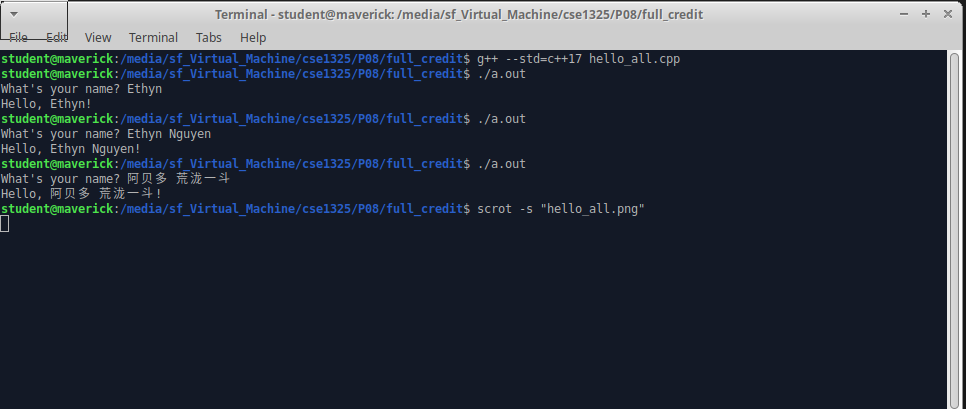 Terminal - student@maverick: /media/sf_Virtual_Machine/cse1325/P08/full_credit
File Edit View Terminal Tabs Help
student@maverick:/media/sf_Virtual_Machine/cse1325/P08/full_credit$ g++ --std=c++17 hello_all.cpp
student@maverick:/media/sf_Virtual_Machine/cse1325/P08/full_credit$ ./a.out
What's your name? Ethyn
Hello, Ethyn!
student@maverick:/media/sf_Virtual_Machine/cse1325/P08/full_credit$ ./a.out
What's your name? Ethyn Nguyen
Hello, Ethyn Nguyen!
student@maverick:/media/sf_Virtual_Machine/cse1325/P08/full_credit$ ./a.out
What's your name? 阿贝多 荒泷一斗
Hello, 阿贝多 荒泷一斗!
student@maverick:/media/sf_Virtual_Machine/cse1325/P08/full_credit$ scrot -s "hello_all.png"